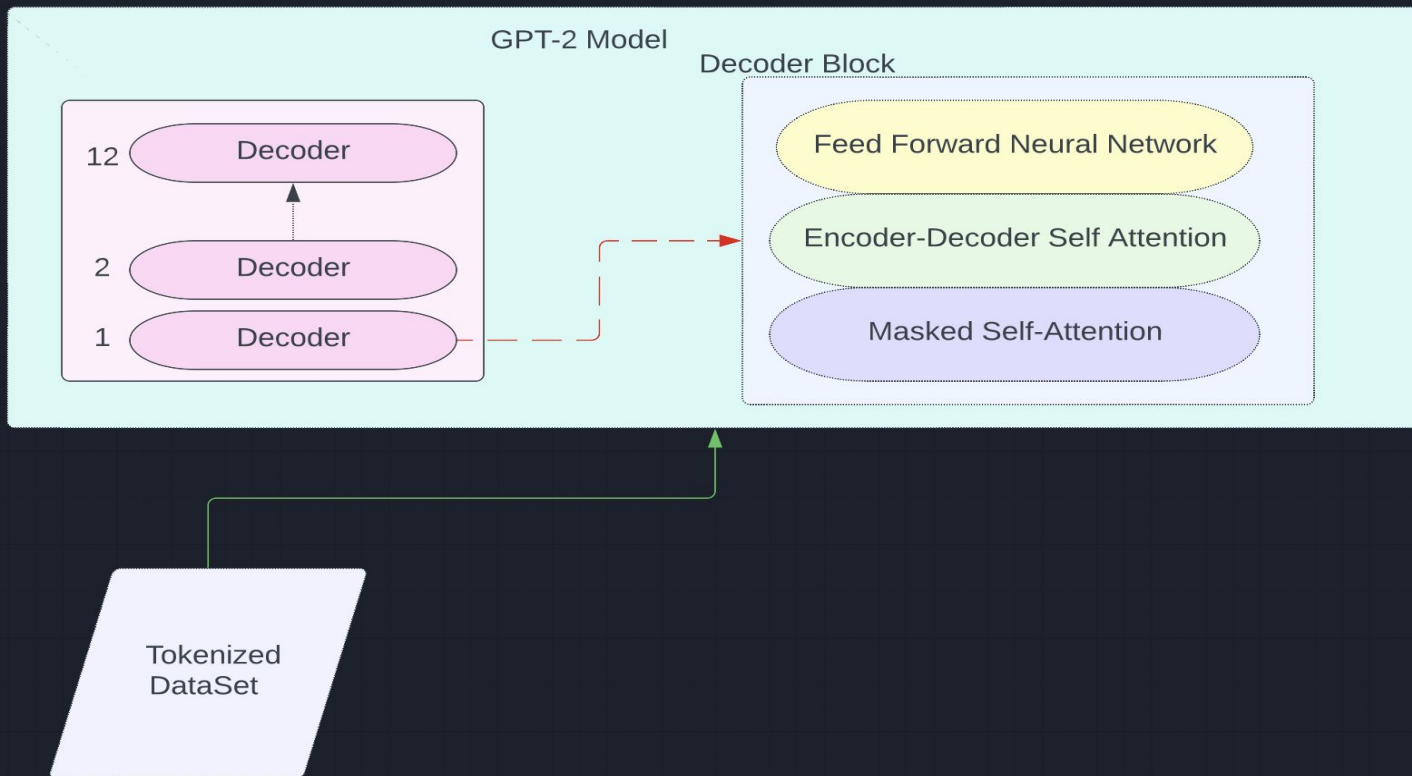 GPT-2 Model
Decoder Block
12
Decoder
2
Decoder
1
Decoder
Feed Forward Neural Network
Encoder-Decoder Self Attention
Masked Self-Attention
Tokenized
DataSet